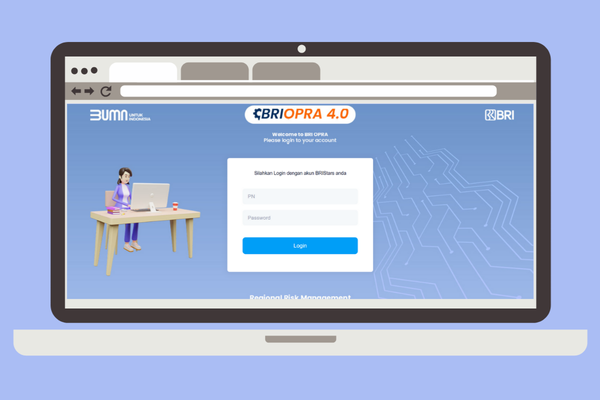 BUMN UNTUK INDONESIA
BRIOPRA 4.0
BRI
Welcome to BRI OPRA
Please login to your account
Silahkan Login dengan akun BRIStars anda
PN
Password
Login
Regional Risk Management